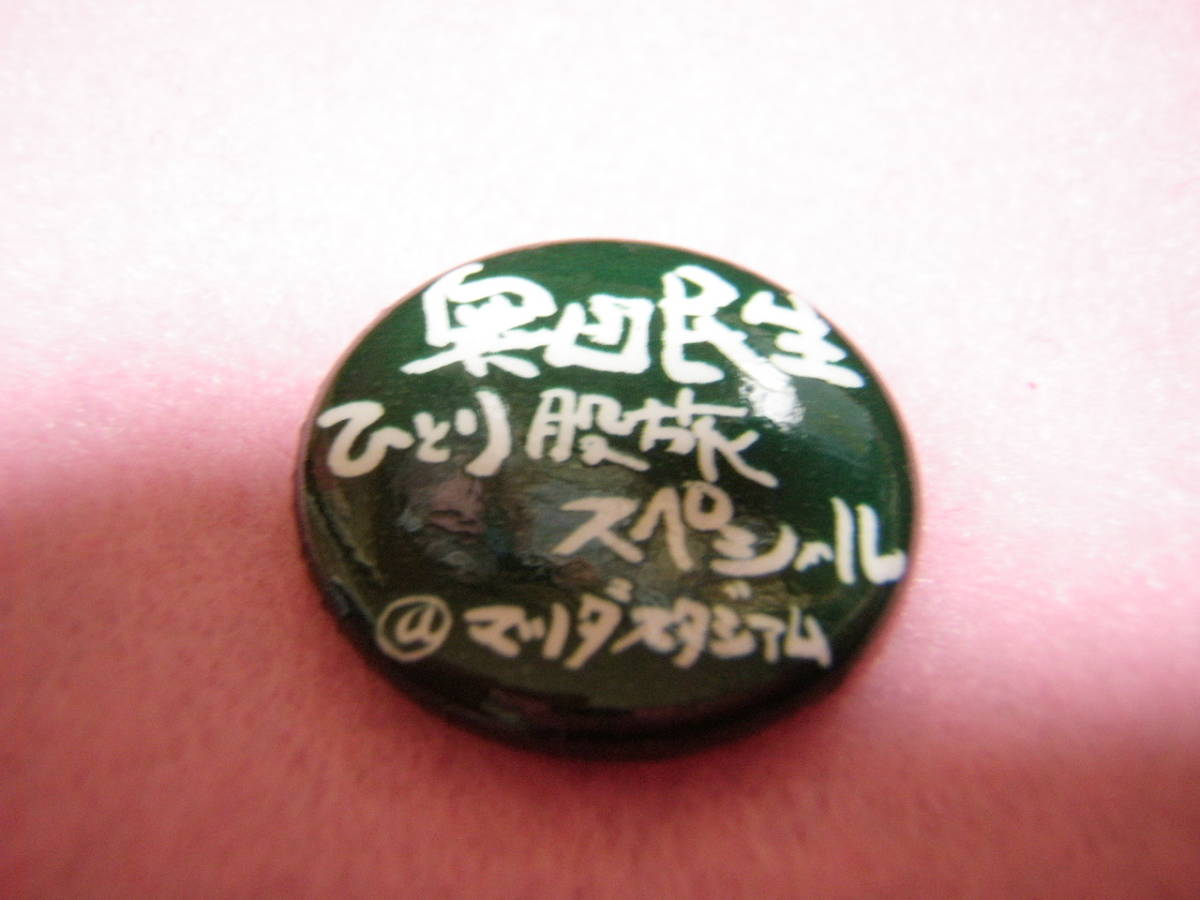 奥田民生
ひとり股旅
スペシャル
@マツダスタジアム